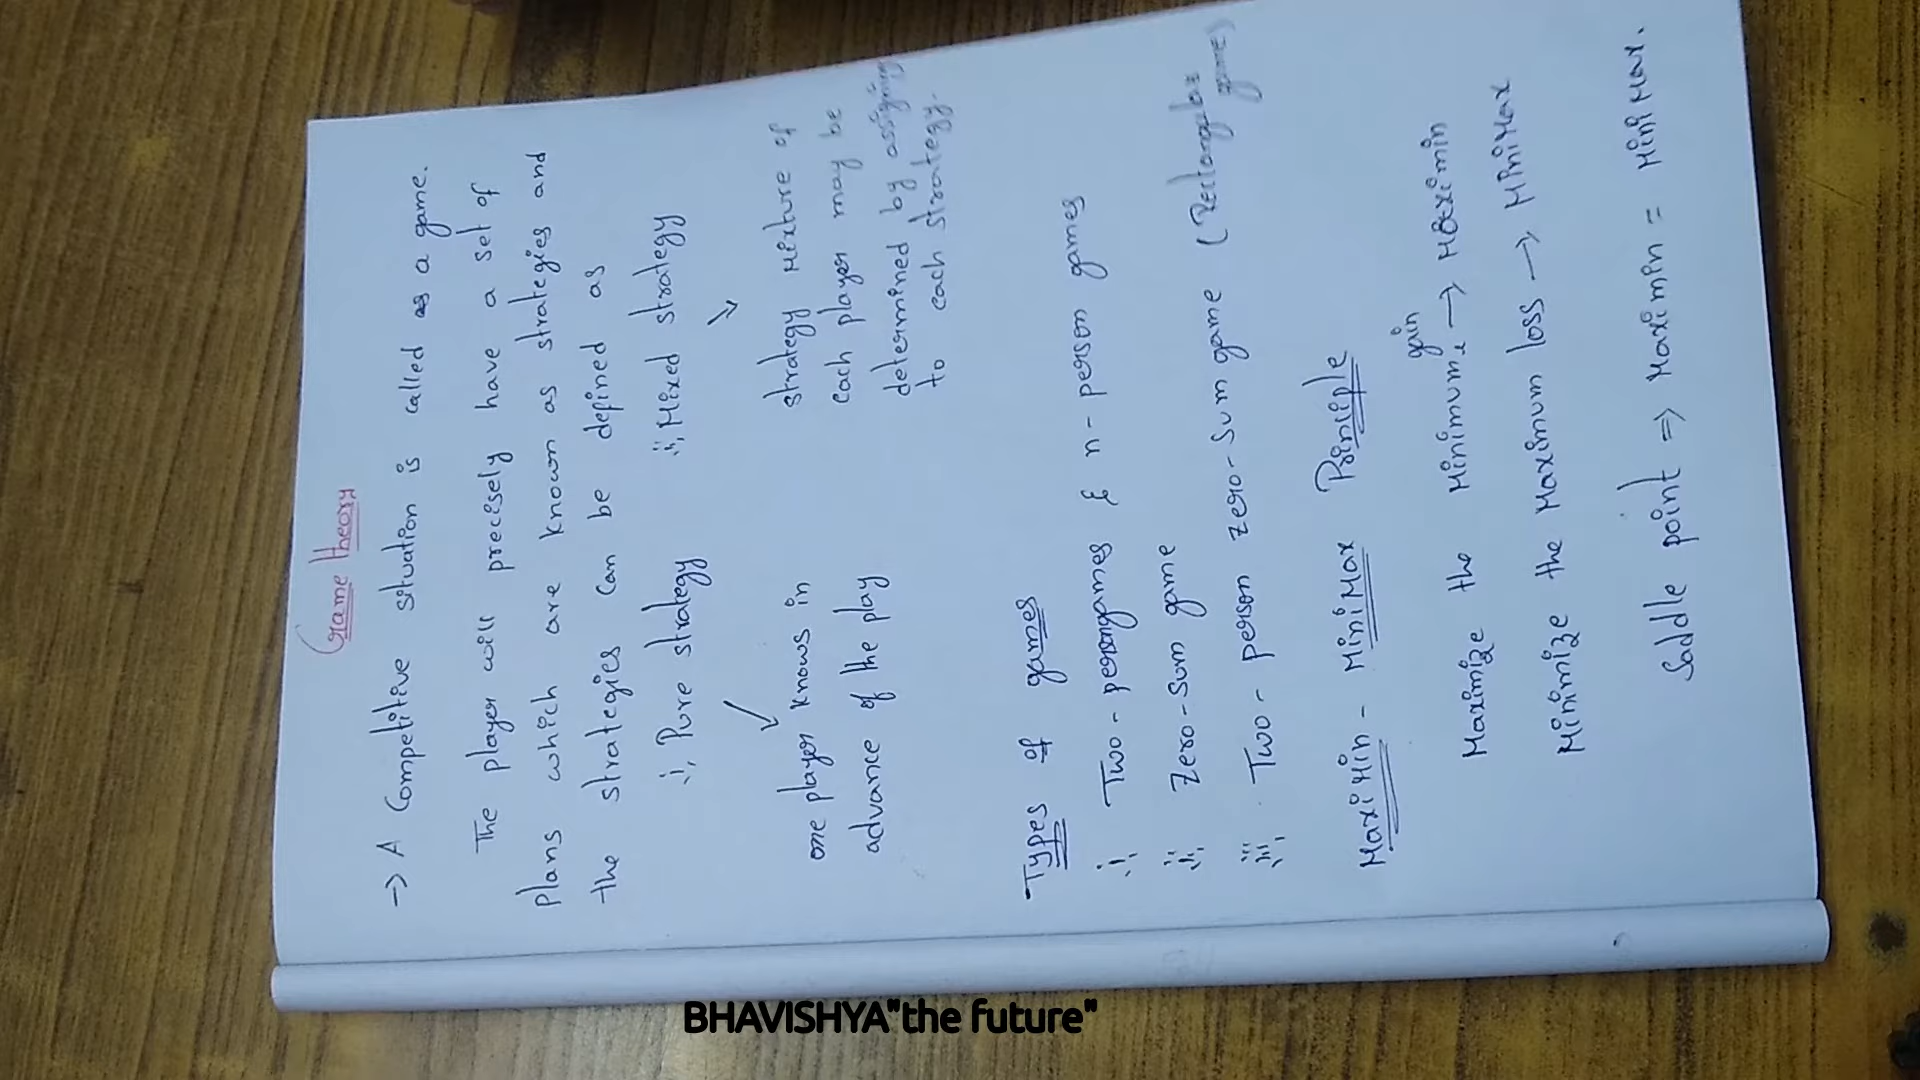 Game theory
→ A Competitive situation is called as a game.
The player will precisely have a set of
plans which are known as strategies and
the strategies can be defined as
i, Pure strategy ii, Mixed strategy
one player knows in
advance of the play
strategy mixture of
each player may be
determined by assigning
to each strategy.
Types of games
i, Two-person games & n-person games
ii, Zero-sum game
iii, Two-person zero-sum game (Rectangular
game)
MaxiMin - MiniMax Principle
Maximize the Minimum gain → Maximin
Minimize the Maximum loss → MiniMax
Saddle point ⇒ Maximin = MiniMax.
BHAVISHYA"the future"